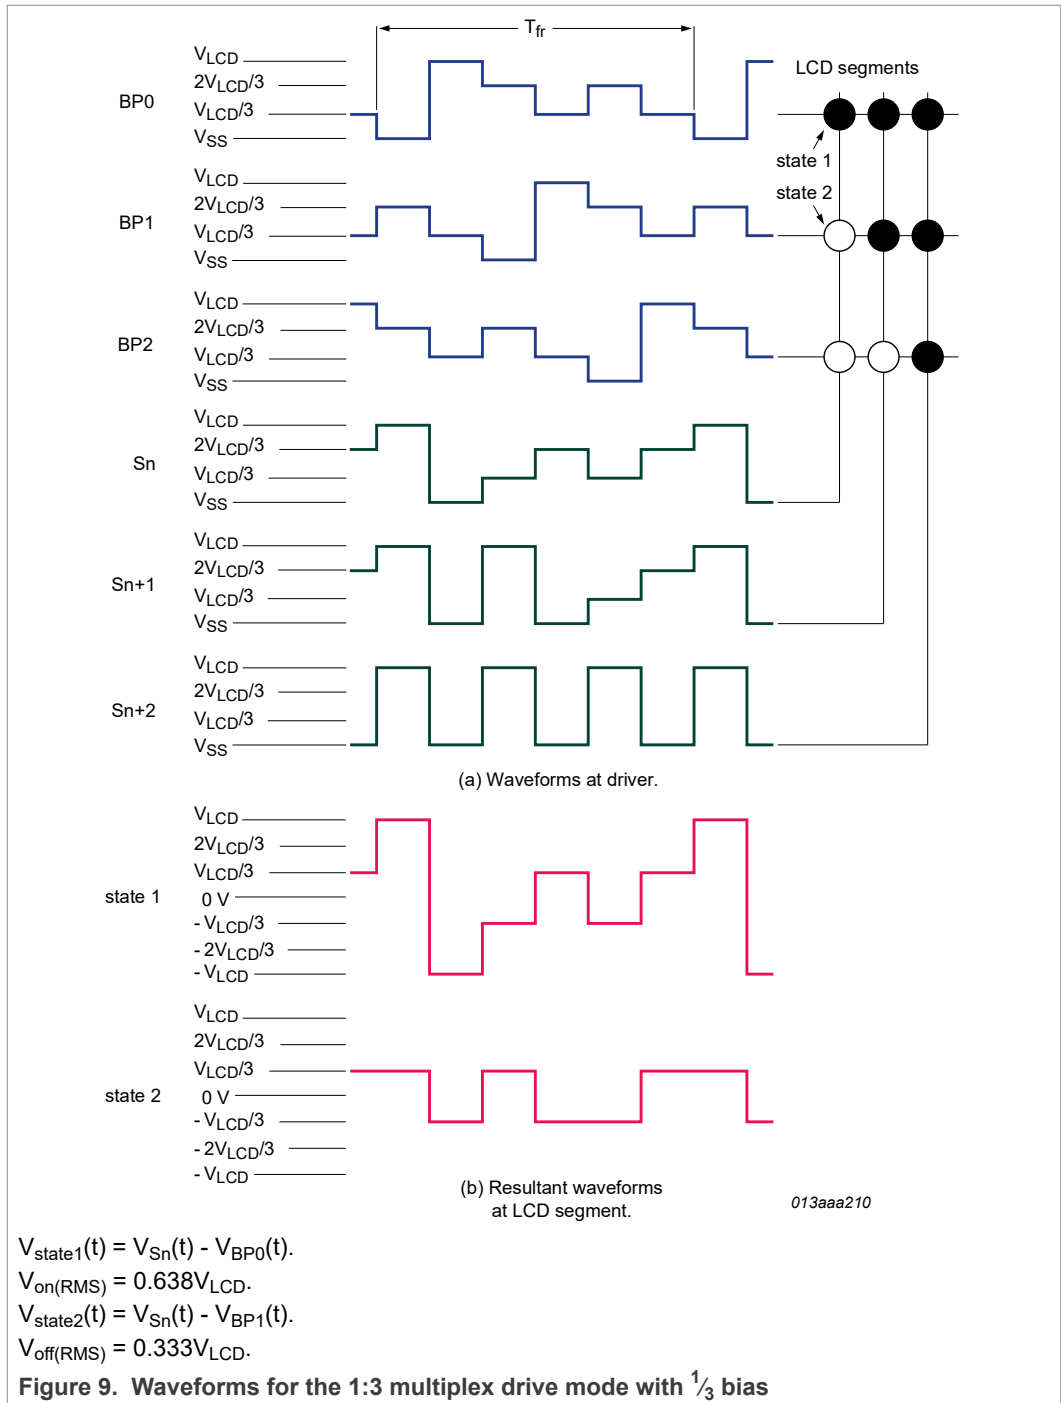 Tfr
LCD segments
BP0
VLCD
2VLCD/3
VLCD/3
VSS
state 1
BP1
VLCD
2VLCD/3
VLCD/3
VSS
state 2
BP2
VLCD
2VLCD/3
VLCD/3
VSS
Sn
VLCD
2VLCD/3
VLCD/3
VSS
Sn+1
VLCD
2VLCD/3
VLCD/3
VSS
Sn+2
VLCD
2VLCD/3
VLCD/3
VSS
(a) Waveforms at driver.
state 1
VLCD
2VLCD/3
VLCD/3
0 V
- VLCD/3
- 2VLCD/3
- VLCD
state 2
VLCD
2VLCD/3
VLCD/3
0 V
- VLCD/3
- 2VLCD/3
- VLCD
(b) Resultant waveforms
at LCD segment.
013aaa210
Vstate1(t) = VSn(t) - VBP0(t).
Von(RMS) = 0.638VLCD.
Vstate2(t) = VSn(t) - VBP1(t).
Voff(RMS) = 0.333VLCD.
Figure 9. Waveforms for the 1:3 multiplex drive mode with 1/3 bias